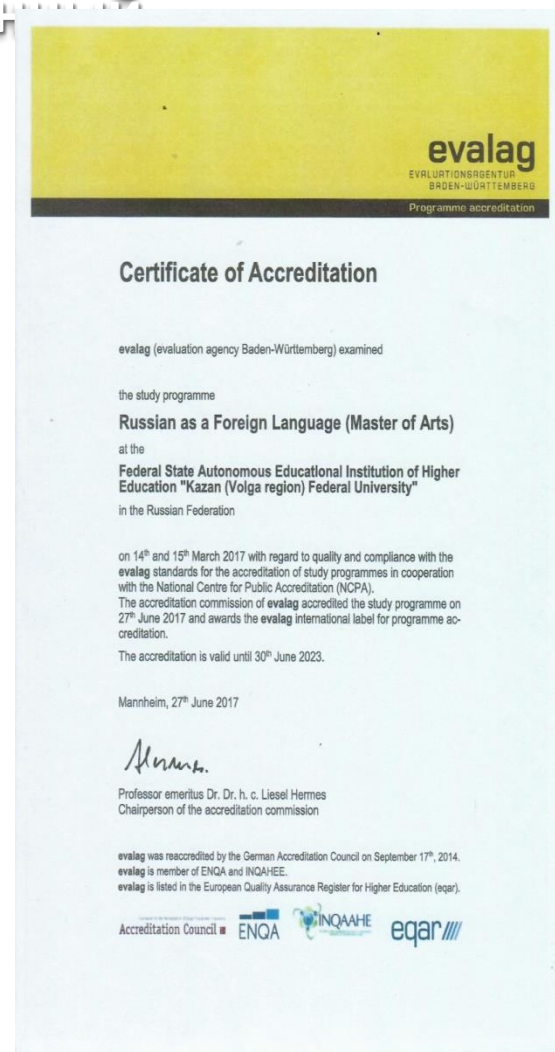 evalag
EVALUATIONSAGENTUR
BADEN-WÜRTTEMBERG
Programme accreditation
Certificate of Accreditation
evalag (evaluation agency Baden-Württemberg) examined
the study programme
Russian as a Foreign Language (Master of Arts)
at the
Federal State Autonomous Educational Institution of Higher
Education "Kazan (Volga region) Federal University"
in the Russian Federation
on 14th and 15th March 2017 with regard to quality and compliance with the
evalag standards for the accreditation of study programmes in cooperation
with the National Centre for Public Accreditation (NCPA).
The accreditation commission of evalag accredited the study programme on
27th June 2017 and awards the evalag international label for programme ac-
creditation.
The accreditation is valid until 30th June 2023.
Mannheim, 27th June 2017
Professor emeritus Dr. Dr. h. c. Liesel Hermes
Chairperson of the accreditation commission
evalag was reaccredited by the German Accreditation Council on September 17th, 2014.
evalag is member of ENQA and INQAHEE.
evalag is listed in the European Quality Assurance Register for Higher Education (eqar).
Accreditation Council ENQA INQAAHE eqar